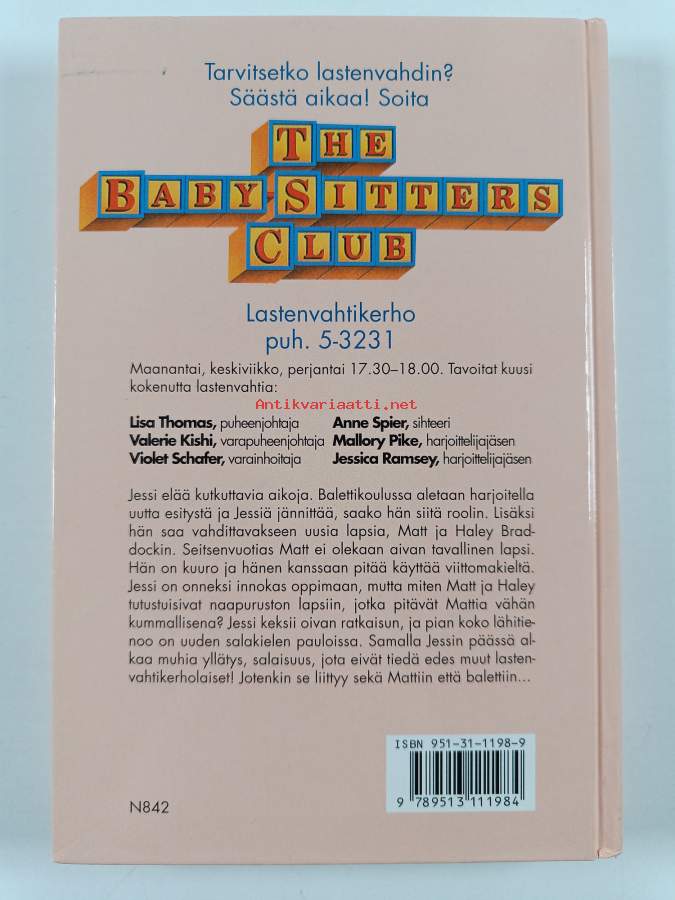 Tarvitsetko lastenvahdin?
Säästä aikaa! Soita
THE
BABY-SITTERS
CLUB
Lastenvahtikerho
puh. 5-3231
Maanantai, keskiviikko, perjantai 17.30–18.00. Tavoitat kuusi
kokenutta lastenvahtia:
Antikvariaatti.net
Lisa Thomas, puheenjohtaja Anne Spier, sihteeri
Valerie Kishi, varapuheenjohtaja Mallory Pike, harjoittelijajäsen
Violet Schafer, varainhoitaja Jessica Ramsey, harjoittelijajäsen
Jessi elää kutkuttavia aikoja. Balettikoulussa aletaan harjoitella
uutta esitystä ja Jessiä jännittää, saako hän siitä roolin. Lisäksi
hän saa vahdittavakseen uusia lapsia, Matt ja Haley Brad-
dockin. Seitsenvuotias Matt ei olekaan aivan tavallinen lapsi.
Hän on kuuro ja hänen kanssaan pitää käyttää viittomakieltä.
Jessi on onneksi innokas oppimaan, mutta miten Matt ja Haley
tutustuisivat naapuruston lapsiin, jotka pitävät Mattia vähän
kummallisena? Jessi keksii oivan ratkaisun, ja pian koko lähitie-
noo on uuden salakielen pauloissa. Samalla Jessin päässä al-
kaa muhia yllätys, salaisuus, jota eivät tiedä edes muut lasten-
vahtikerholaiset! Jotenkin se liittyy sekä Mattiin että balettiin...
ISBN 951-31-1198-9
9 789513 111984
N842